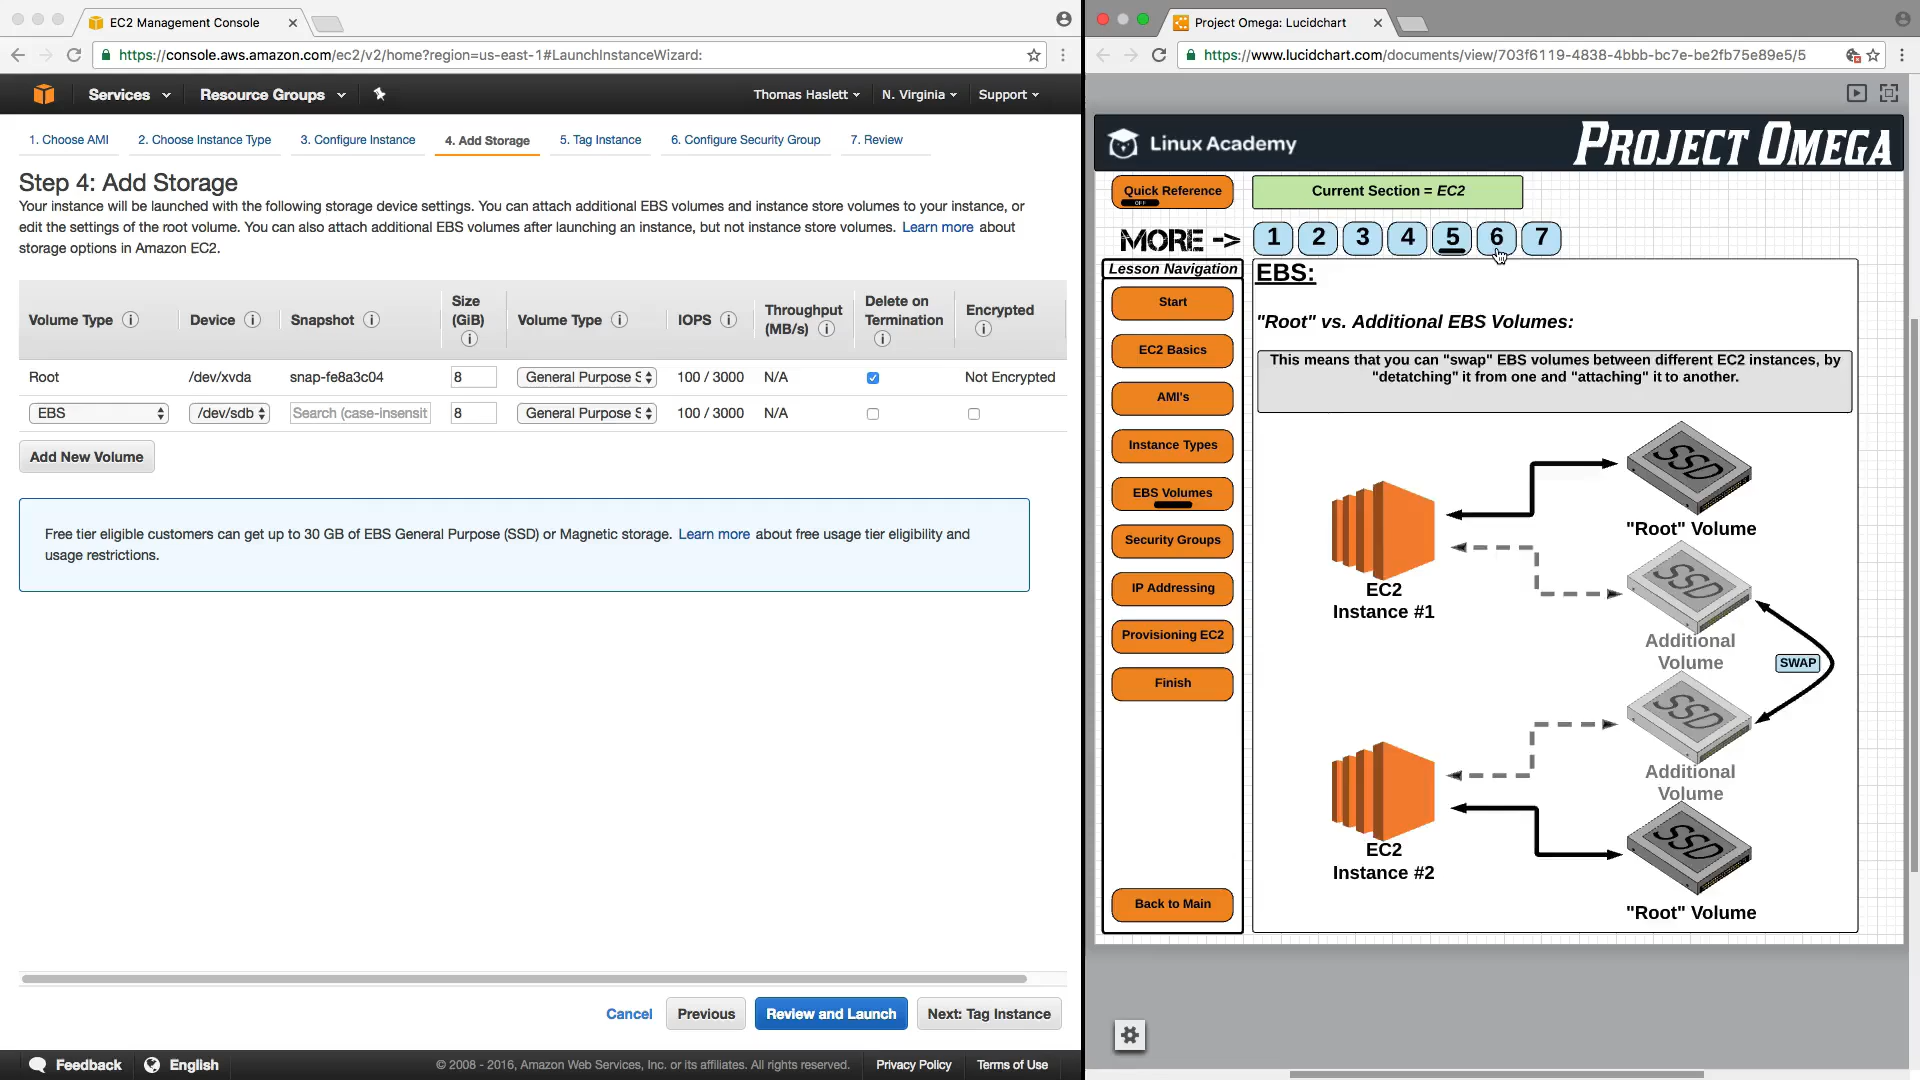 EC2 Management Console
https://console.aws.amazon.com/ec2/v2/home?region=us-east-1#LaunchInstanceWizard:
Services
Resource Groups
Thomas Haslett
N. Virginia
Support
1. Choose AMI
2. Choose Instance Type
3. Configure Instance
4. Add Storage
5. Tag Instance
6. Configure Security Group
7. Review
Step 4: Add Storage
Your instance will be launched with the following storage device settings. You can attach additional EBS volumes and instance store volumes to your instance, or
edit the settings of the root volume. You can also attach additional EBS volumes after launching an instance, but not instance store volumes. Learn more about
storage options in Amazon EC2.
Volume Type
Device
Snapshot
Size
(GiB)
Volume Type
IOPS
Throughput
(MB/s)
Delete on
Termination
Encrypted
Root
/dev/xvda
snap-fe8a3c04
8
General Purpose S
100 / 3000
N/A
Not Encrypted
EBS
/dev/sdb
Search (case-insensit
8
General Purpose S
100 / 3000
N/A
Add New Volume
Free tier eligible customers can get up to 30 GB of EBS General Purpose (SSD) or Magnetic storage. Learn more about free usage tier eligibility and
usage restrictions.
Cancel
Previous
Review and Launch
Next: Tag Instance
Feedback
English
© 2008 - 2016, Amazon Web Services, Inc. or its affiliates. All rights reserved.
Privacy Policy
Terms of Use
Project Omega: Lucidchart
https://www.lucidchart.com/documents/view/703f6119-4838-4bbb-bc7e-be2fb75e89e5/5
Linux Academy
PROJECT OMEGA
Quick Reference
OFF
Current Section = EC2
MORE ->
1
2
3
4
5
6
7
Lesson Navigation
Start
EC2 Basics
AMI's
Instance Types
EBS Volumes
Security Groups
IP Addressing
Provisioning EC2
Finish
Back to Main
EBS:
"Root" vs. Additional EBS Volumes:
This means that you can "swap" EBS volumes between different EC2 instances, by
"detatching" it from one and "attaching" it to another.
SSD
"Root" Volume
EC2
Instance #1
SSD
Additional
Volume
SWAP
SSD
Additional
Volume
EC2
Instance #2
SSD
"Root" Volume